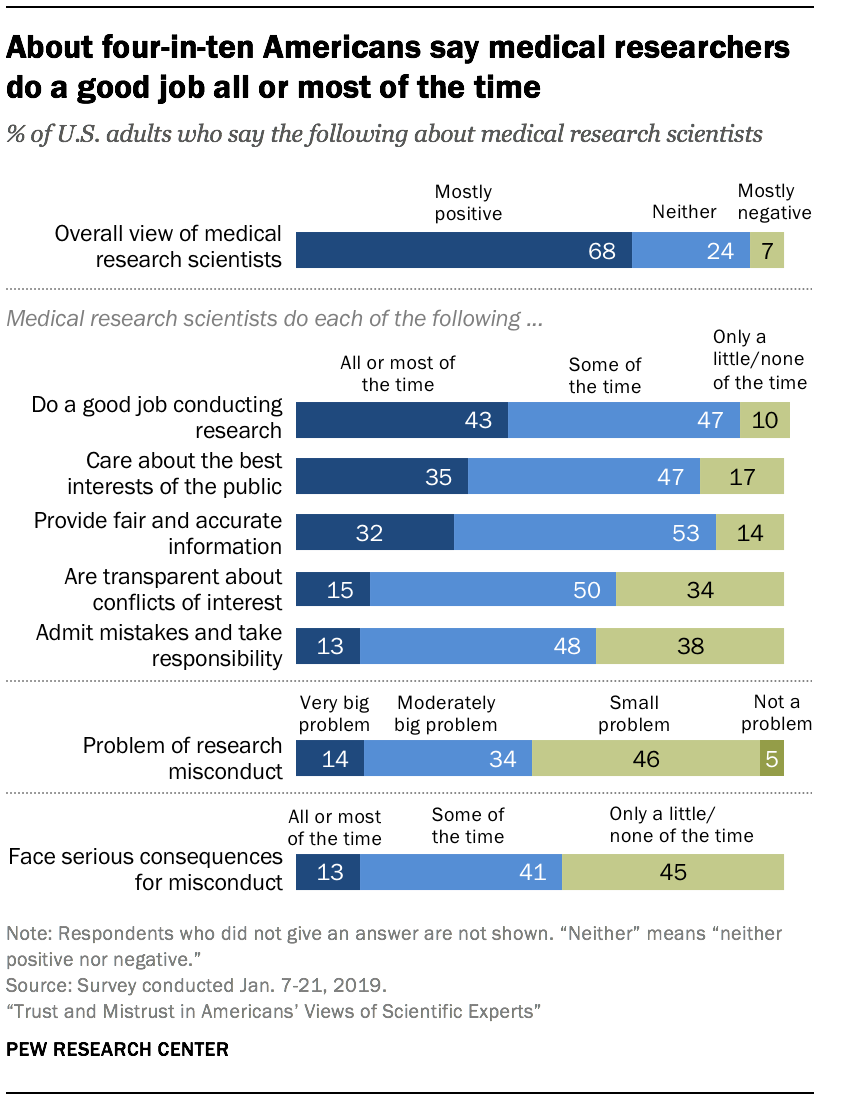 About four-in-ten Americans say medical researchers
do a good job all or most of the time
% of U.S. adults who say the following about medical research scientists
Mostly
positive
Neither
Mostly
negative
Overall view of medical
research scientists
68
24
7
Medical research scientists do each of the following ...
All or most of
the time
Some of
the time
Only a
little/none
of the time
Do a good job conducting
research
43
47
10
Care about the best
interests of the public
35
47
17
Provide fair and accurate
information
32
53
14
Are transparent about
conflicts of interest
15
50
34
Admit mistakes and take
responsibility
13
48
38
Very big
problem
Moderately
big problem
Small
problem
Not a
problem
Problem of research
misconduct
14
34
46
5
All or most
of the time
Some of
the time
Only a little/
none of the time
Face serious consequences
for misconduct
13
41
45
Note: Respondents who did not give an answer are not shown. “Neither” means “neither
positive nor negative.”
Source: Survey conducted Jan. 7-21, 2019.
“Trust and Mistrust in Americans’ Views of Scientific Experts”
PEW RESEARCH CENTER